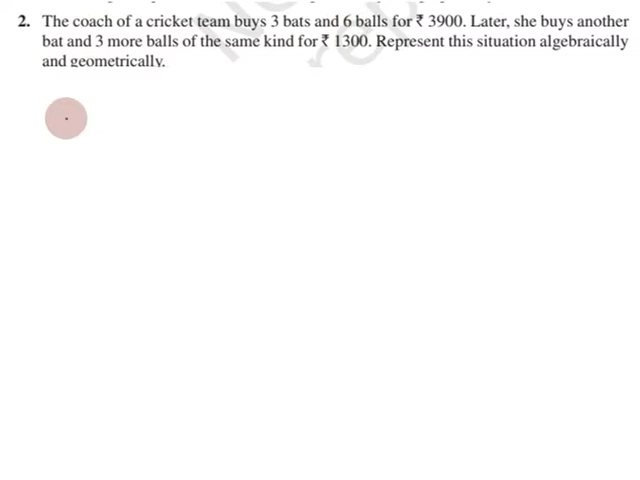 2. The coach of a cricket team buys 3 bats and 6 balls for ₹ 3900. Later, she buys another
bat and 3 more balls of the same kind for ₹ 1300. Represent this situation algebraically
and geometrically.